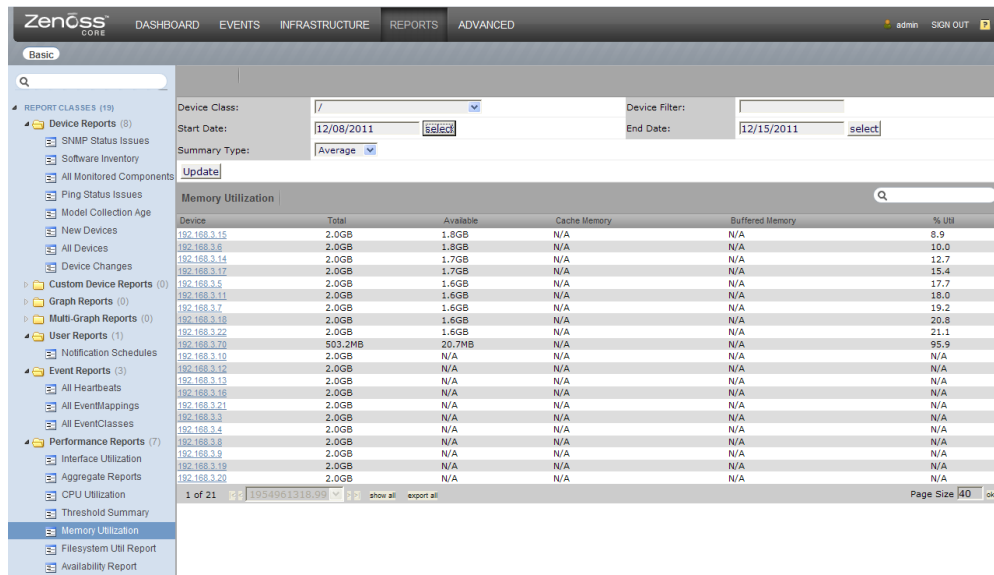 Zenōss CORE
DASHBOARD EVENTS INFRASTRUCTURE REPORTS ADVANCED
admin SIGN OUT ?
Basic
REPORT CLASSES (19)
Device Reports (8)
SNMP Status Issues
Software Inventory
All Monitored Components
Ping Status Issues
Model Collection Age
New Devices
All Devices
Device Changes
Custom Device Reports (0)
Graph Reports (0)
Multi-Graph Reports (0)
User Reports (1)
Notification Schedules
Event Reports (3)
All Heartbeats
All EventMappings
All EventClasses
Performance Reports (7)
Interface Utilization
Aggregate Reports
CPU Utilization
Threshold Summary
Memory Utilization
Filesystem Util Report
Availability Report
Device Class: / Device Filter:
Start Date: 12/08/2011 select End Date: 12/15/2011 select
Summary Type: Average
Update
Memory Utilization
Device Total Available Cache Memory Buffered Memory % Util
192.168.3.15 2.0GB 1.8GB N/A N/A 8.9
192.168.3.6 2.0GB 1.8GB N/A N/A 10.0
192.168.3.14 2.0GB 1.7GB N/A N/A 12.7
192.168.3.17 2.0GB 1.7GB N/A N/A 15.4
192.168.3.5 2.0GB 1.6GB N/A N/A 17.7
192.168.3.11 2.0GB 1.6GB N/A N/A 18.0
192.168.3.7 2.0GB 1.6GB N/A N/A 19.2
192.168.3.18 2.0GB 1.6GB N/A N/A 20.8
192.168.3.22 2.0GB 1.6GB N/A N/A 21.1
192.168.3.70 503.2MB 20.7MB N/A N/A 95.9
192.168.3.10 2.0GB N/A N/A N/A N/A
192.168.3.12 2.0GB N/A N/A N/A N/A
192.168.3.13 2.0GB N/A N/A N/A N/A
192.168.3.16 2.0GB N/A N/A N/A N/A
192.168.3.21 2.0GB N/A N/A N/A N/A
192.168.3.3 2.0GB N/A N/A N/A N/A
192.168.3.4 2.0GB N/A N/A N/A N/A
192.168.3.8 2.0GB N/A N/A N/A N/A
192.168.3.9 2.0GB N/A N/A N/A N/A
192.168.3.19 2.0GB N/A N/A N/A N/A
192.168.3.20 2.0GB N/A N/A N/A N/A
1 of 21 1954961318.99 show all export all Page Size 40 ok